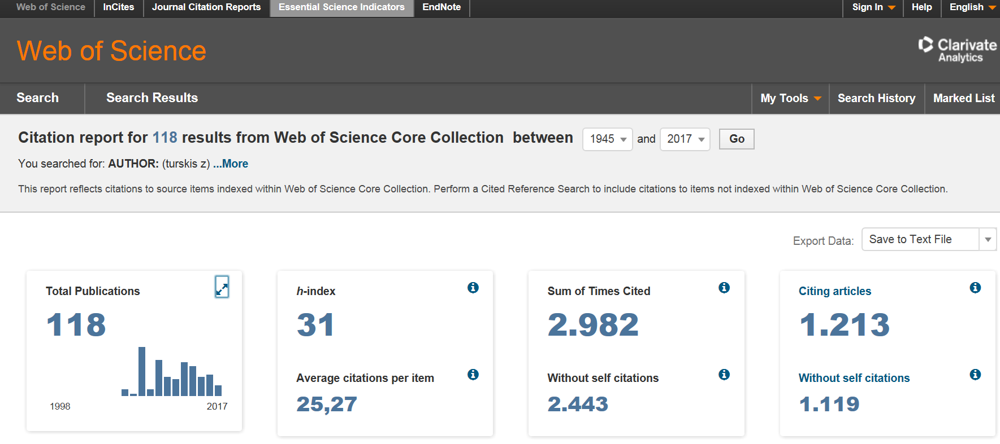 Web of Science InCites Journal Citation Reports Essential Science Indicators EndNote Sign In Help English
Web of Science
Clarivate
Analytics
Search Search Results My Tools Search History Marked List
Citation report for 118 results from Web of Science Core Collection between 1945 and 2017 Go
You searched for: AUTHOR: (turskis z) ...More
This report reflects citations to source items indexed within Web of Science Core Collection. Perform a Cited Reference Search to include citations to items not indexed within Web of Science Core Collection.
Export Data: Save to Text File
Total Publications
118
1998 2017
h-index
31
Average citations per item
25,27
Sum of Times Cited
2.982
Without self citations
2.443
Citing articles
1.213
Without self citations
1.119